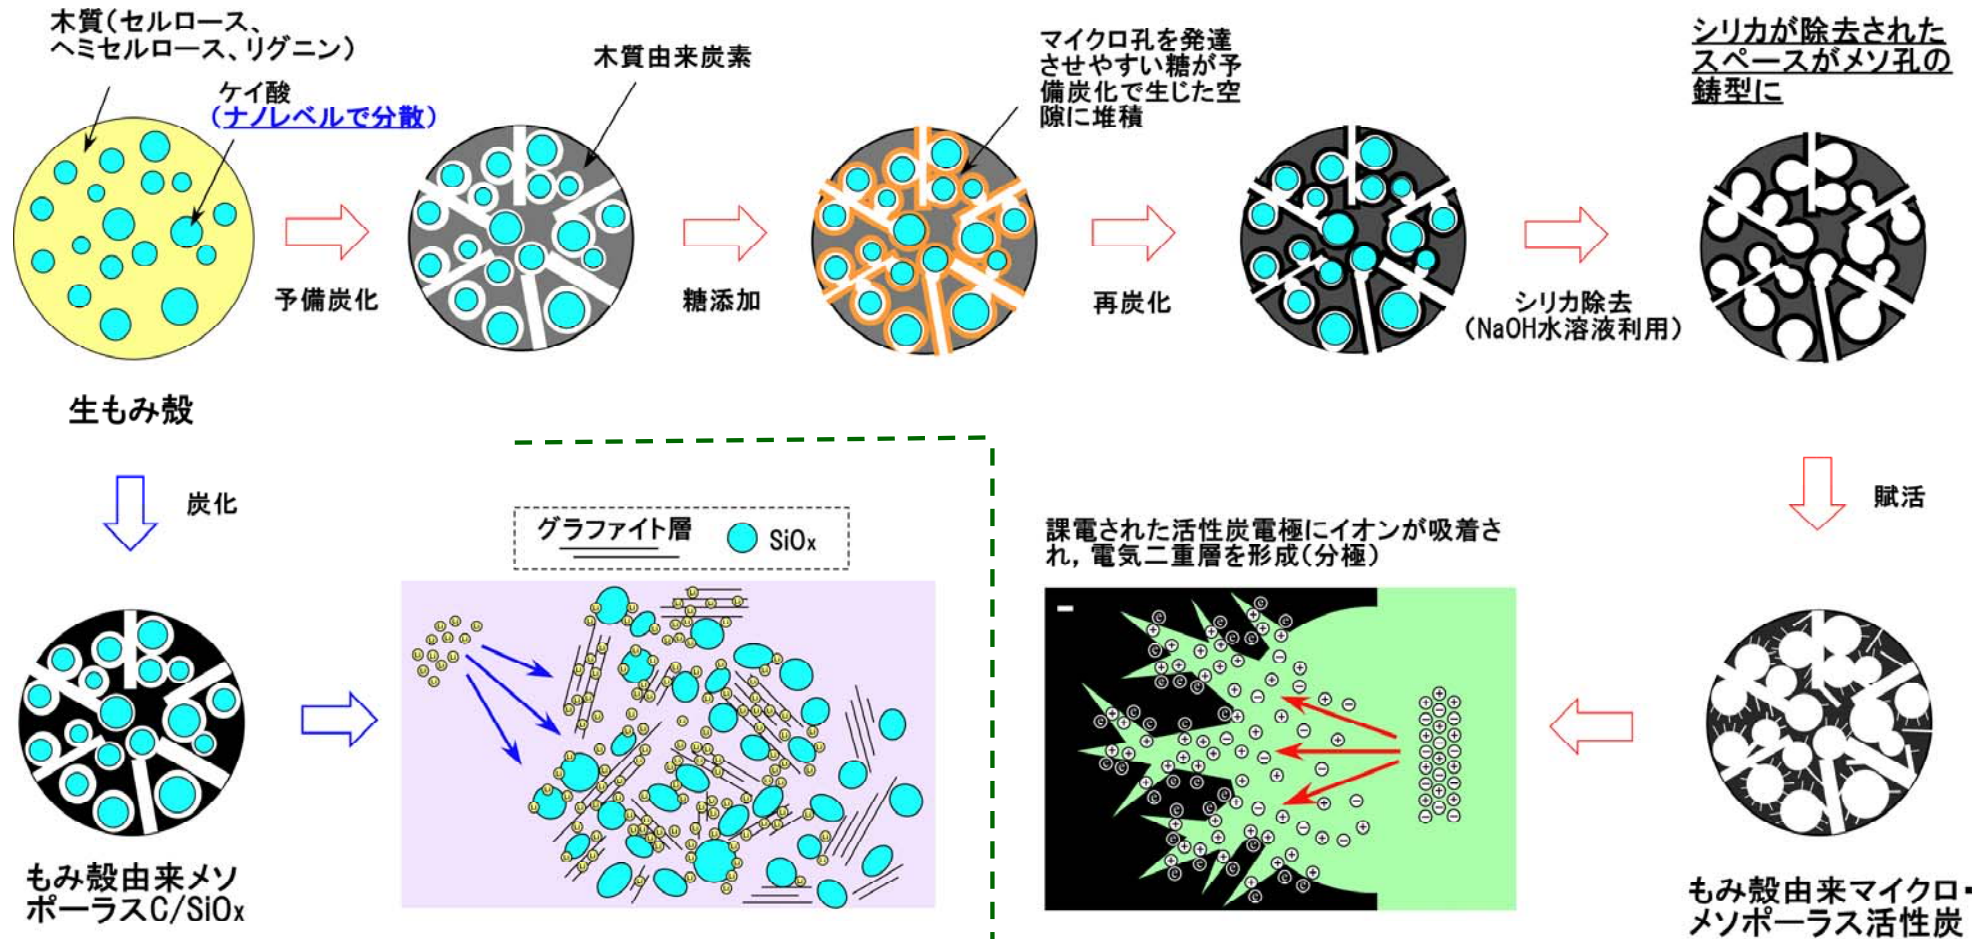 木質(セルロース、
ヘミセルロース、リグニン)
ケイ酸
(ナノレベルで分散)
木質由来炭素
マイクロ孔を発達
させやすい糖が予
備炭化で生じた空
隙に堆積
シリカが除去された
スペースがメソ孔の
鋳型に
予備炭化
糖添加
再炭化
シリカ除去
(NaOH水溶液利用)
生もみ殻
炭化
グラファイト層
SiOx
課電された活性炭電極にイオンが吸着さ
れ,電気二重層を形成(分極)
賦活
もみ殻由来メソ
ポーラスC/SiOx
もみ殻由来マイクロ・
メソポーラス活性炭